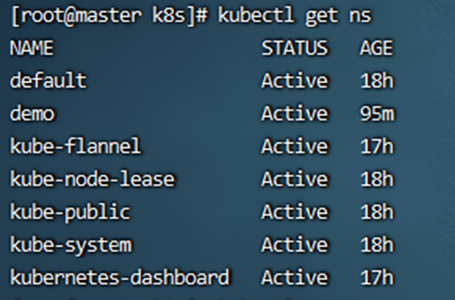 [root@master k8s]# kubectl get ns
NAME STATUS AGE
default Active 18h
demo Active 95m
kube-flannel Active 17h
kube-node-lease Active 18h
kube-public Active 18h
kube-system Active 18h
kubernetes-dashboard Active 17h